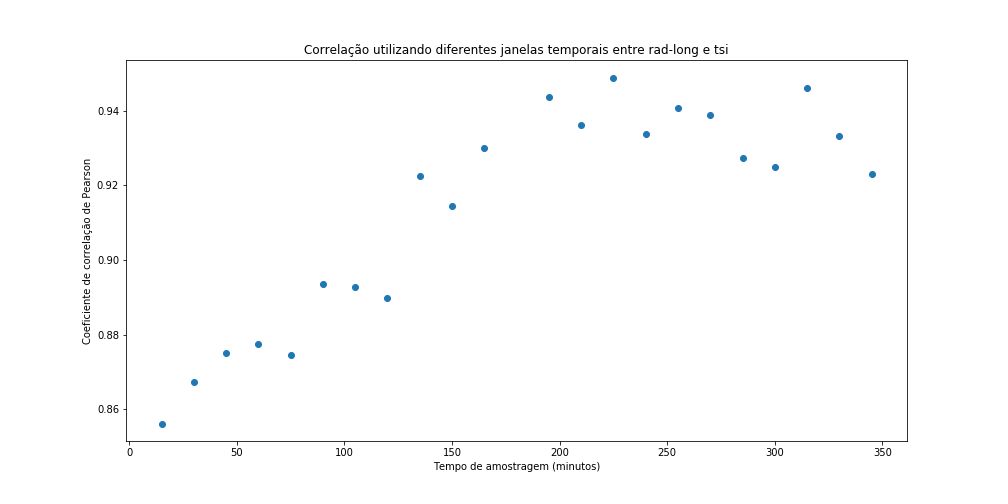 Correlação utilizando diferentes janelas temporais entre rad-long e tsi
Coeficiente de correlação de Pearson
0.94
0.92
0.90
0.88
0.86
0 50 100 150 200 250 300 350
Tempo de amostragem (minutos)